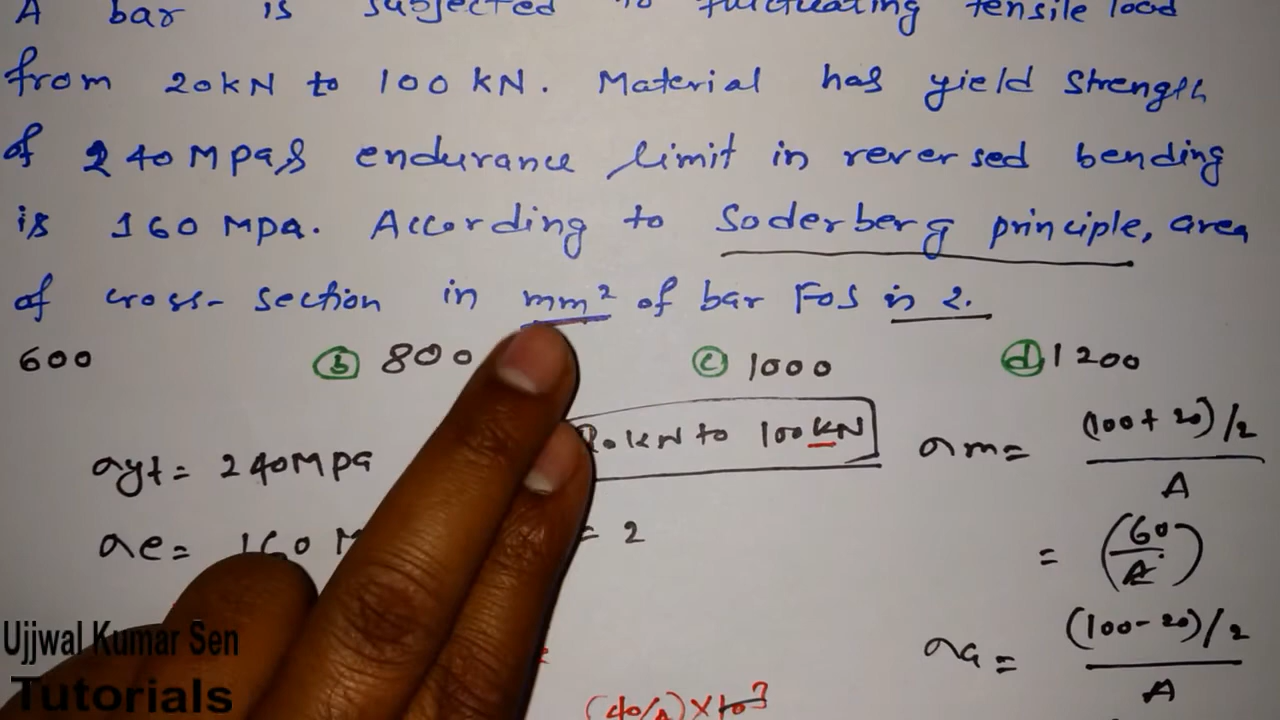 A bar is subjected to fluctuating tensile load
from 20kN to 100 kN. Material has yield strength
of 240 MPa & endurance limit in reversed bending
is 160 MPa. According to Soderberg principle, area
of cross-section in mm² of bar FOS is 2.
600 (b) 800 (c) 1000 (d) 1200
20kN to 100kN
σyt = 240MPa
σm = (100+20)/2 / A
σe = 160 M = 2
= (60/A)
σa = (100-20)/2 / A
(40/A) × 10³
Ujjwal Kumar Sen
Tutorials